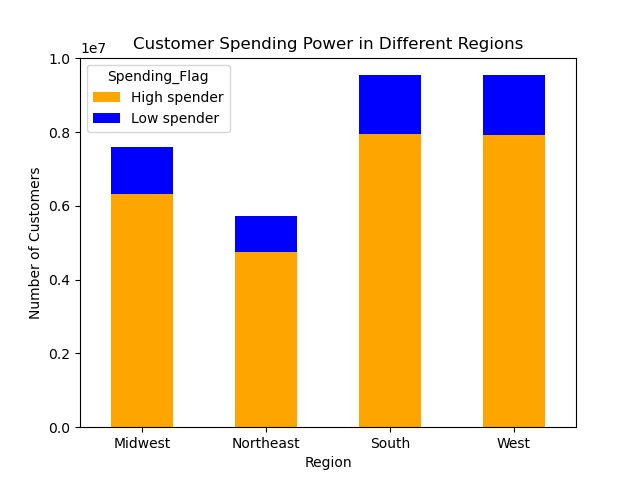 Customer Spending Power in Different Regions
1e7
Spending_Flag
High spender
Low spender
1.0
0.8
0.6
0.4
0.2
0.0
Number of Customers
Midwest Northeast South West
Region